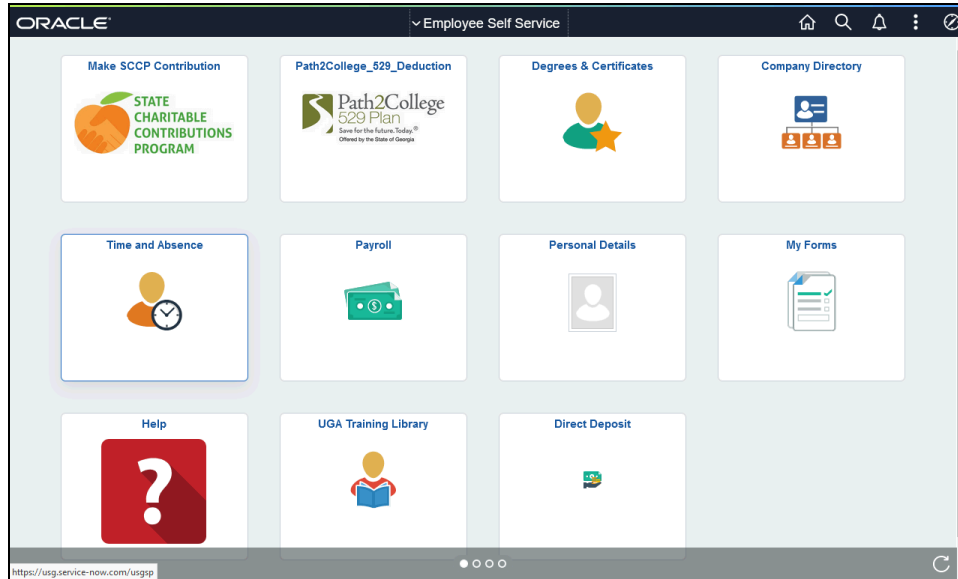 ORACLE
Employee Self Service
Make SCCP Contribution
STATE
CHARITABLE
CONTRIBUTIONS
PROGRAM
Path2College_529_Deduction
Path2College
529 Plan
Save for the future. Today.®
Offered by the State of Georgia
Degrees & Certificates
Company Directory
Time and Absence
Payroll
Personal Details
My Forms
Help
?
UGA Training Library
Direct Deposit
https://usg.service-now.com/usgsp